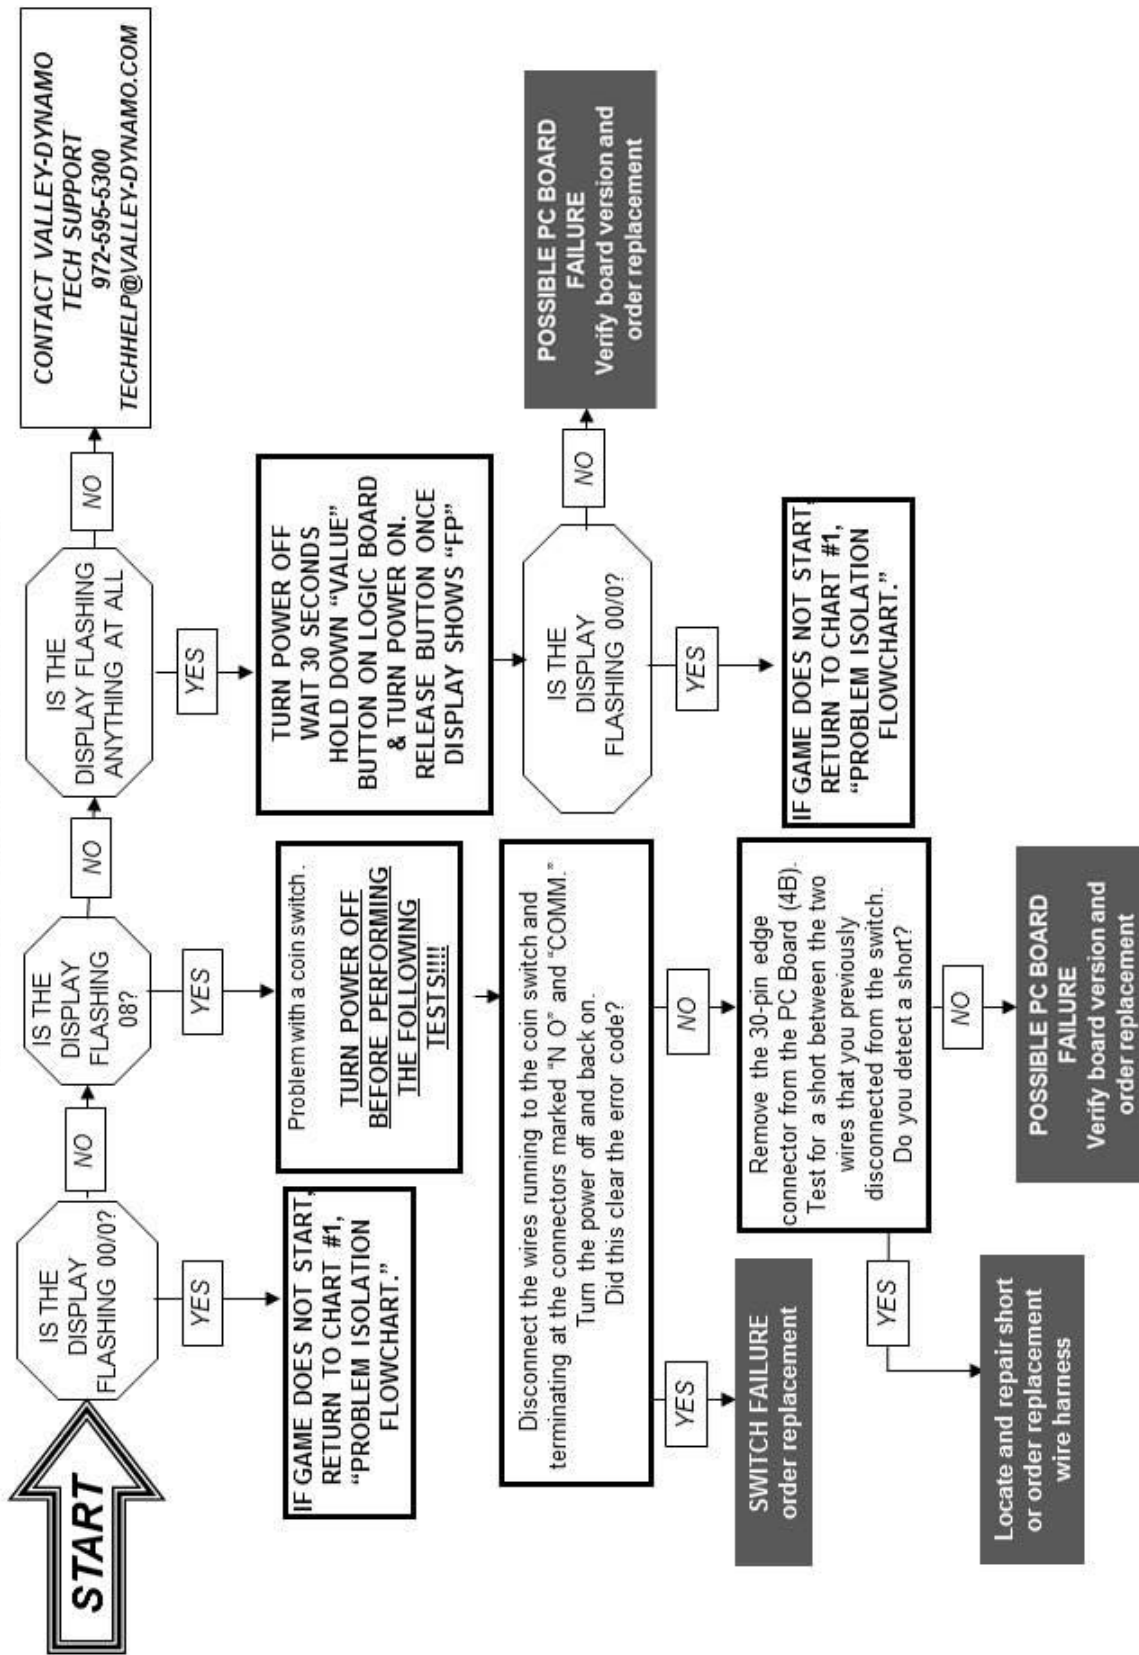 START
IS THE
DISPLAY
FLASHING 00/0?
NO
YES
IF GAME DOES NOT START,
RETURN TO CHART #1,
“PROBLEM ISOLATION
FLOWCHART.”
IS THE
DISPLAY
FLASHING
08?
NO
YES
Problem with a coin switch.
TURN POWER OFF
BEFORE PERFORMING
THE FOLLOWING
TESTS!!!!
Disconnect the wires running to the coin switch and
terminating at the connectors marked “N O” and “COMM.”
Turn the power off and back on.
Did this clear the error code?
YES
SWITCH FAILURE
order replacement
NO
Remove the 30-pin edge
connector from the PC Board (4B).
Test for a short between the two
wires that you previously
disconnected from the switch.
Do you detect a short?
YES
Locate and repair short
or order replacement
wire harness
NO
POSSIBLE PC BOARD
FAILURE
Verify board version and
order replacement
IS THE
DISPLAY FLASHING
ANYTHING AT ALL
NO
CONTACT VALLEY-DYNAMO
TECH SUPPORT
972-595-5300
TECHHELP@VALLEY-DYNAMO.COM
YES
TURN POWER OFF
WAIT 30 SECONDS
HOLD DOWN “VALUE”
BUTTON ON LOGIC BOARD
& TURN POWER ON.
RELEASE BUTTON ONCE
DISPLAY SHOWS “FP”
IS THE
DISPLAY
FLASHING 00/0?
NO
POSSIBLE PC BOARD
FAILURE
Verify board version and
order replacement
YES
IF GAME DOES NOT START,
RETURN TO CHART #1,
“PROBLEM ISOLATION
FLOWCHART.”